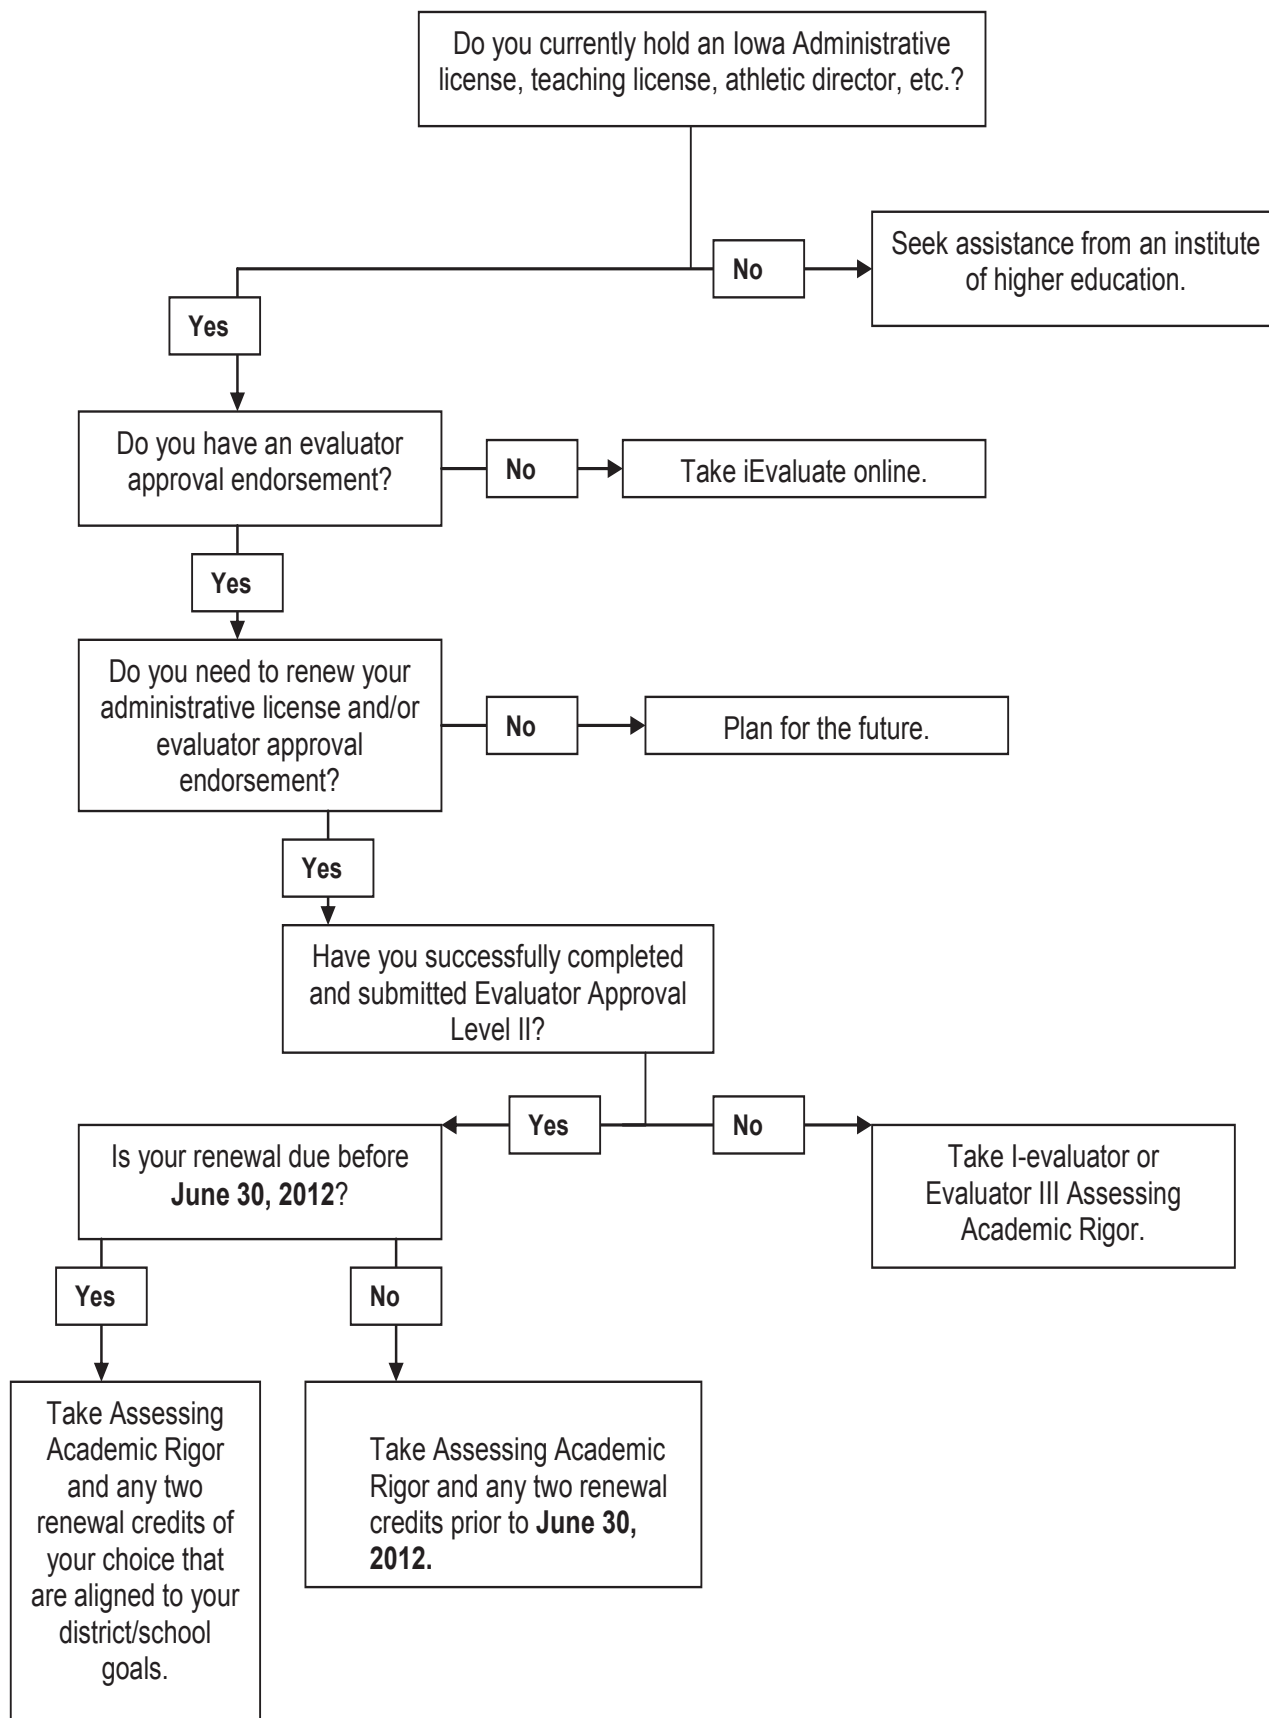 Do you currently hold an Iowa Administrative
license, teaching license, athletic director, etc.?
No
Seek assistance from an institute
of higher education.
Yes
Do you have an evaluator
approval endorsement?
No
Take iEvaluate online.
Yes
Do you need to renew your
administrative license and/or
evaluator approval
endorsement?
No
Plan for the future.
Yes
Have you successfully completed
and submitted Evaluator Approval
Level II?
Yes
No
Is your renewal due before
June 30, 2012?
Take I-evaluator or
Evaluator III Assessing
Academic Rigor.
Yes
No
Take Assessing
Academic Rigor
and any two
renewal credits of
your choice that
are aligned to your
district/school
goals.
Take Assessing Academic
Rigor and any two renewal
credits prior to June 30,
2012.